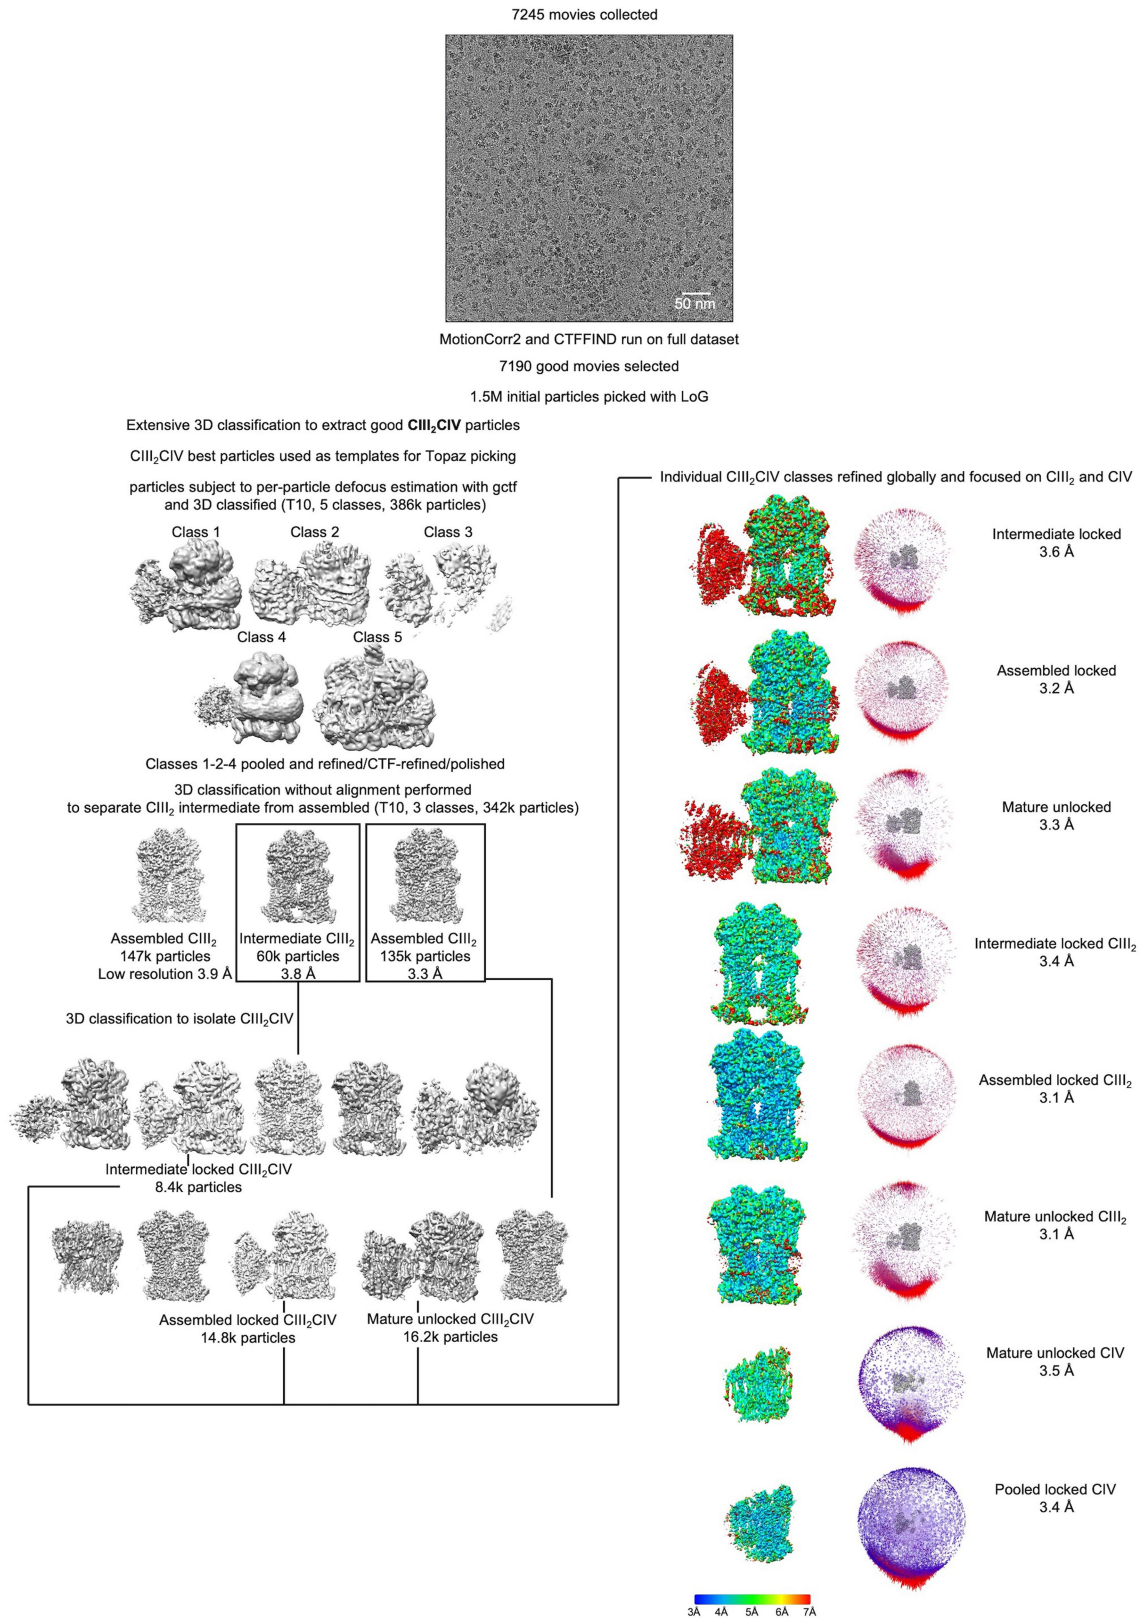 7245 movies collected
50 nm
MotionCorr2 and CTFFIND run on full dataset
7190 good movies selected
1.5M initial particles picked with LoG
Extensive 3D classification to extract good CIII₂CIV particles
CIII₂CIV best particles used as templates for Topaz picking
particles subject to per-particle defocus estimation with gctf
and 3D classified (T10, 5 classes, 386k particles)
Class 1
Class 2
Class 3
Class 4
Class 5
Classes 1-2-4 pooled and refined/CTF-refined/polished
3D classification without alignment performed
to separate CIII₂ intermediate from assembled (T10, 3 classes, 342k particles)
Assembled CIII₂
147k particles
Low resolution 3.9 Å
Intermediate CIII₂
60k particles
3.8 Å
Assembled CIII₂
135k particles
3.3 Å
3D classification to isolate CIII₂CIV
Intermediate locked CIII₂CIV
8.4k particles
Assembled locked CIII₂CIV
14.8k particles
Mature unlocked CIII₂CIV
16.2k particles
Individual CIII₂CIV classes refined globally and focused on CIII₂ and CIV
Intermediate locked
3.6 Å
Assembled locked
3.2 Å
Mature unlocked
3.3 Å
Intermediate locked CIII₂
3.4 Å
Assembled locked CIII₂
3.1 Å
Mature unlocked CIII₂
3.1 Å
Mature unlocked CIV
3.5 Å
Pooled locked CIV
3.4 Å
3Å 4Å 5Å 6Å 7Å